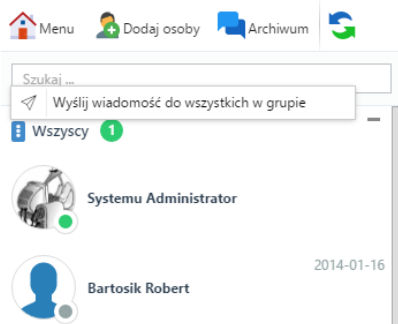 Menu Dodaj osoby Archiwum
Szukaj ...
Wyślij wiadomość do wszystkich w grupie
Wszyscy 1
Systemu Administrator
2014-01-16
Bartosik Robert